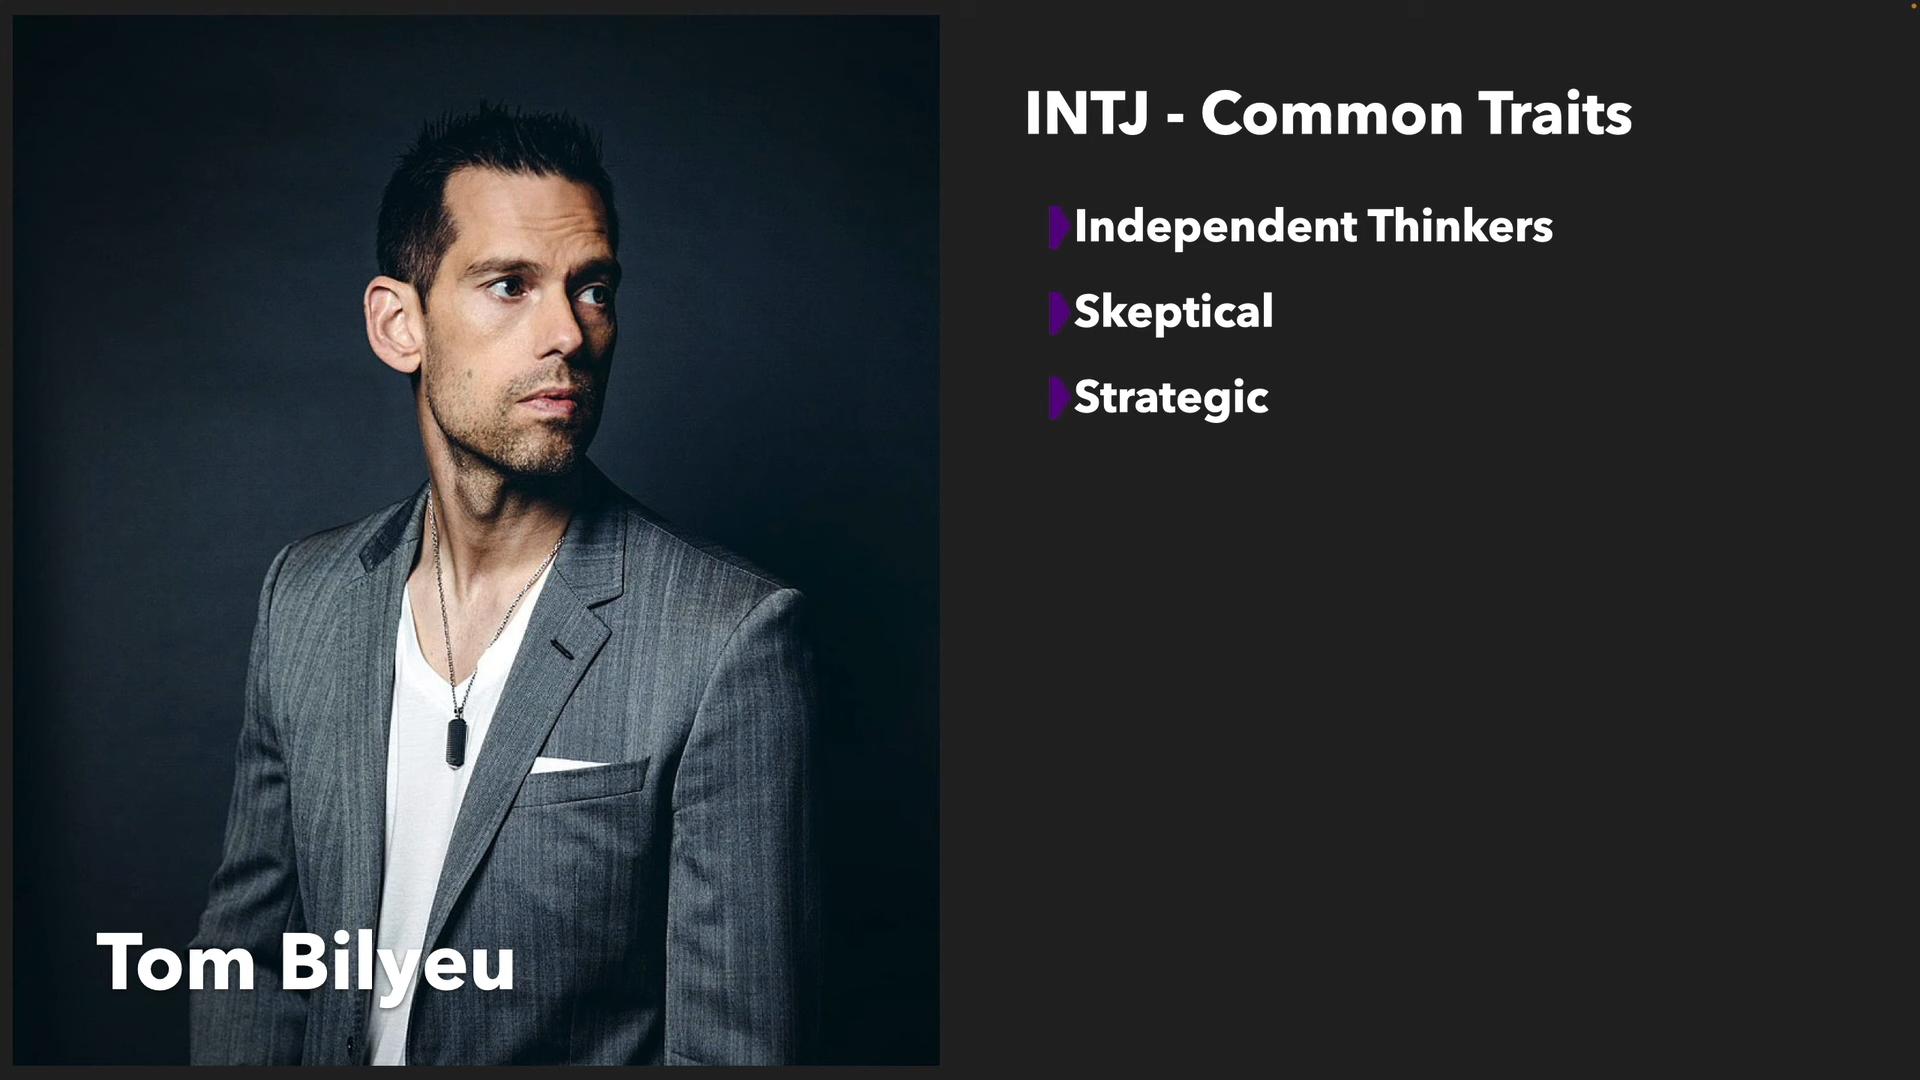 INTJ - Common Traits
Independent Thinkers
Skeptical
Strategic
Tom Bilyeu